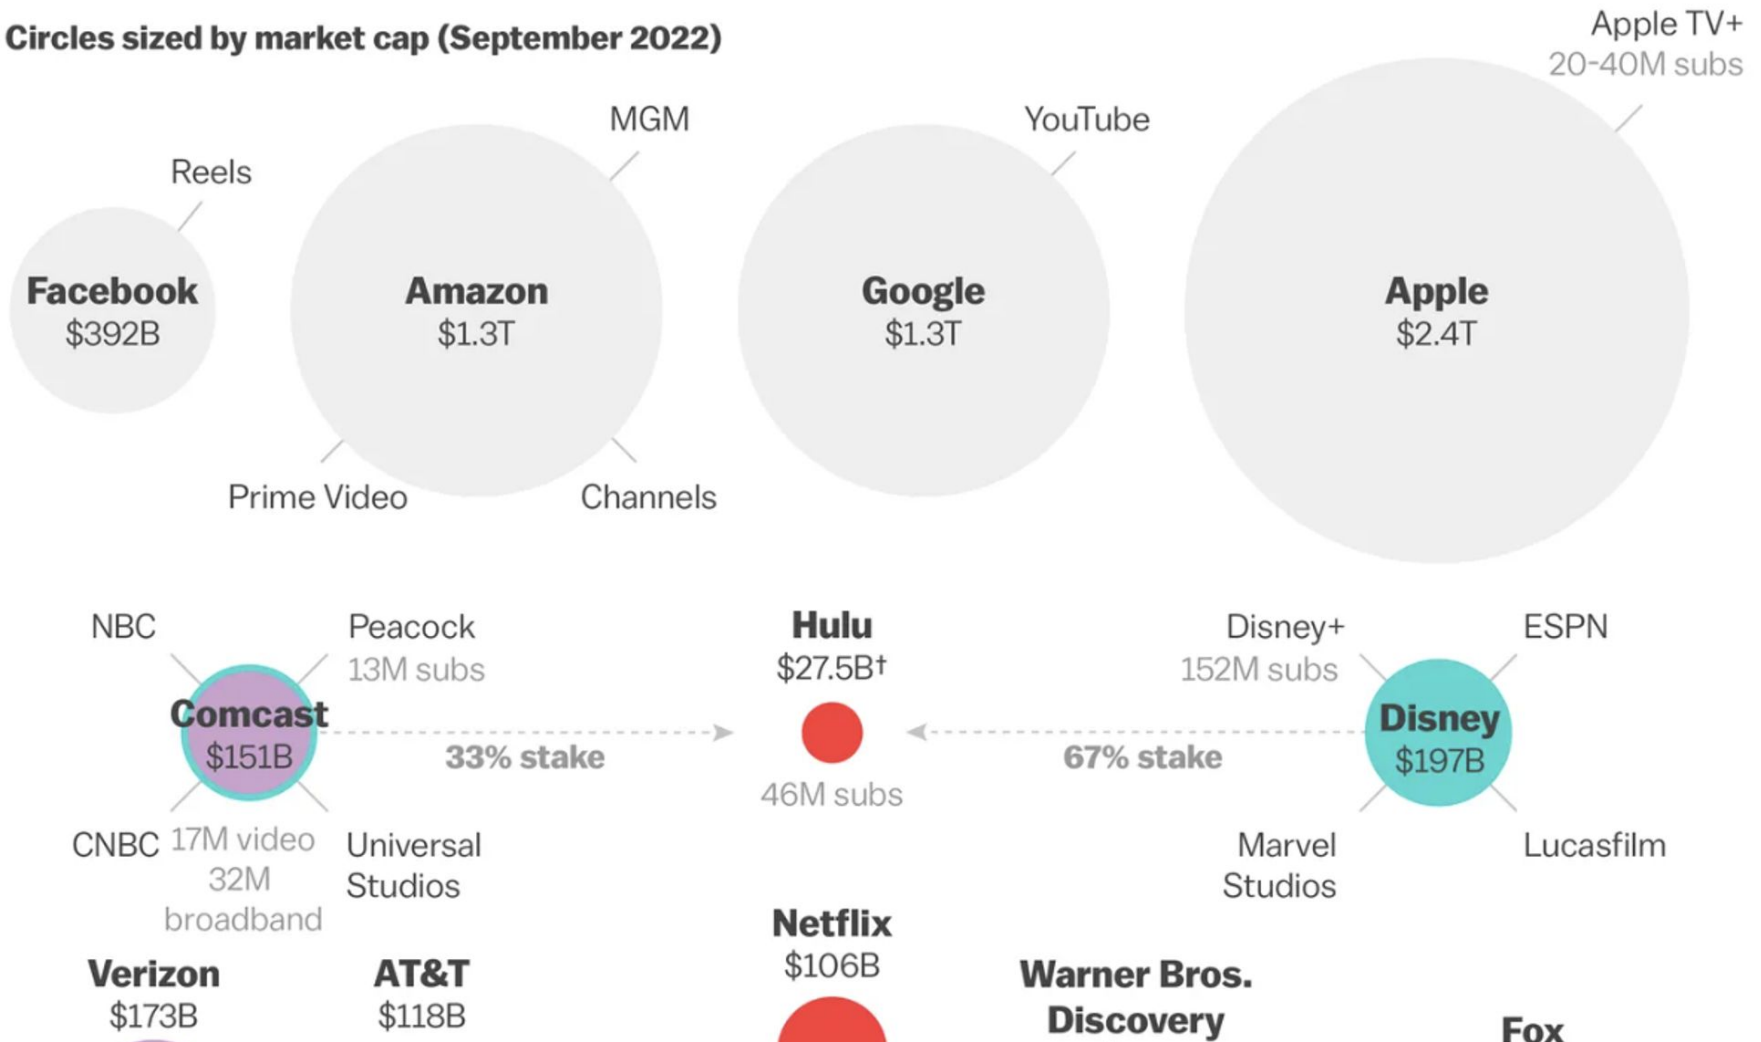 Circles sized by market cap (September 2022)
Apple TV+
20-40M subs
MGM
YouTube
Reels
Facebook
$392B
Amazon
$1.3T
Google
$1.3T
Apple
$2.4T
Prime Video
Channels
NBC
Peacock
13M subs
Comcast
$151B
33% stake
CNBC
17M video
32M
broadband
Universal
Studios
Hulu
$27.5B†
46M subs
67% stake
Disney+
152M subs
ESPN
Disney
$197B
Marvel
Studios
Lucasfilm
Verizon
$173B
AT&T
$118B
Netflix
$106B
Warner Bros.
Discovery
Fox